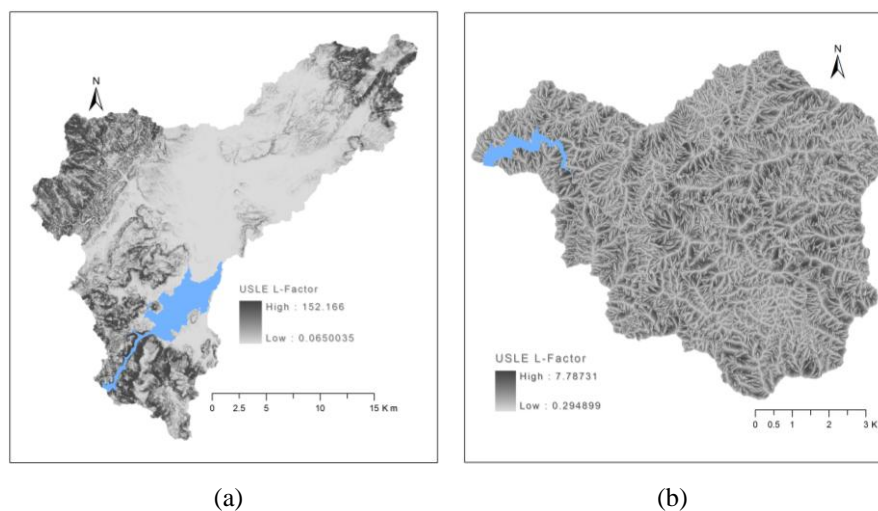 N
USLE L-Factor
High : 152.166
Low : 0.0650035
0 2.5 5 10 15 Km
(a)
N
USLE L-Factor
High : 7.78731
Low : 0.294899
0 0.5 1 2 3 K
(b)